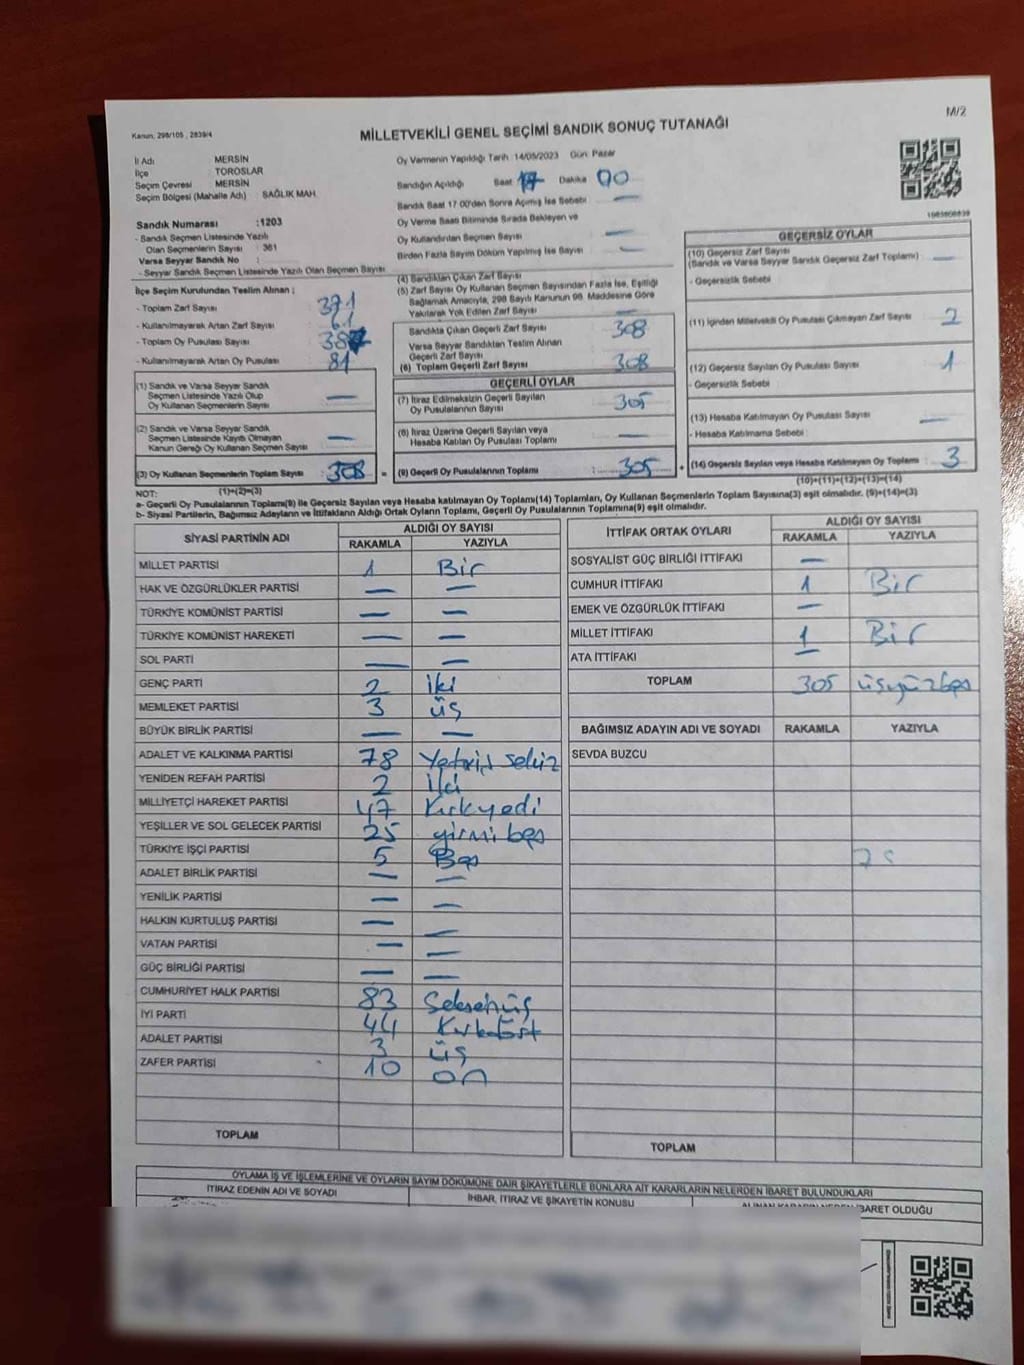 M/2
Kanun, 298/105 , 2839/4
MİLLETVEKİLİ GENEL SEÇİMİ SANDIK SONUÇ TUTANAĞI
İl Adı : MERSİN
İlçe : TOROSLAR
Seçim Çevresi : MERSİN
Seçim Bölgesi (Mahalle Adı) : SAĞLIK MAH.
Sandık Numarası :1203
- Sandık Seçmen Listesinde Yazılı
Olan Seçmenlerin Sayısı : 361
Varsa Seyyar Sandık No :
- Seyyar Sandık Seçmen Listesinde Yazılı Olan Seçmen Sayısı
İlçe Seçim Kurulundan Teslim Alınan :
- Toplam Zarf Sayısı
- Kullanılmayarak Artan Zarf Sayısı 61
- Toplam Oy Pusulası Sayısı
- Kullanılmayarak Artan Oy Pusulası 81
(1) Sandık ve Varsa Seyyar Sandık
Seçmen Listesinde Yazılı Olup
Oy Kullanan Seçmenlerin Sayısı —
(2) Sandık ve Varsa Seyyar Sandık
Seçmen Listesinde Kayıtlı Olmayan
Kanun Gereği Oy Kullanan Seçmen Sayısı —
(3) Oy Kullanan Seçmenlerin Toplam Sayısı : 308 =
(1)+(2)=(3)
Oy Vermenin Yapıldığı Tarih :14/05/2023 Gün: Pazar
Sandığın Açıldığı Saat 17 Dakika 00
Sandık Saat 17.00'den Sonra Açılmış İse Sebebi —
Oy Verme Saati Bitiminde Sırada Bekleyen ve
Oy Kullandırılan Seçmen Sayısı —
Birden Fazla Sayım Döküm Yapılmış İse Sayısı —
(4) Sandıktan Çıkan Zarf Sayısı
(5) Zarf Sayısı Oy Kullanan Seçmen Sayısından Fazla İse, Eşitliği
Sağlamak Amacıyla, 298 Sayılı Kanunun 98. Maddesine Göre
Yakılarak Yok Edilen Zarf Sayısı —
Sandıkta Çıkan Geçerli Zarf Sayısı 308
Varsa Seyyar Sandıktan Teslim Alınan
Geçerli Zarf Sayısı
(6) Toplam Geçerli Zarf Sayısı 308
GEÇERLİ OYLAR
(7) İtiraz Edilmeksizin Geçerli Sayılan
Oy Pusulalarının Sayısı 305
(8) İtiraz Üzerine Geçerli Sayılan veya
Hesaba Katılan Oy Pusulası Toplamı : —
(9) Geçerli Oy Pusulalarının Toplamı : 305 +
GEÇERSİZ OYLAR
(10) Geçersiz Zarf Sayısı
(Sandık ve Varsa Seyyar Sandık Geçersiz Zarf Toplamı) —
- Geçersizlik Sebebi
(11) İçinden Milletvekili Oy Pusulası Çıkmayan Zarf Sayısı 2
(12) Geçersiz Sayılan Oy Pusulası Sayısı : 1
- Geçersizlik Sebebi :
(13) Hesaba Katılmayan Oy Pusulası Sayısı —
- Hesaba Katılmama Sebebi :
(14) Geçersiz Sayılan veya Hesaba Katılmayan Oy Toplamı : 3
(10)+(11)+(12)+(13)=(14)
NOT:
a- Geçerli Oy Pusulalarının Toplamı(9) ile Geçersiz Sayılan veya Hesaba katılmayan Oy Toplamı(14) Toplamları, Oy Kullanan Seçmenlerin Toplam Sayısına(3) eşit olmalıdır. (9)+(14)=(3)
b- Siyasi Partilerin, Bağımsız Adayların ve İttifakların Aldığı Ortak Oyların Toplamı, Geçerli Oy Pusulalarının Toplamına(9) eşit olmalıdır.
SİYASİ PARTİNİN ADI ALDIĞI OY SAYISI
RAKAMLA YAZIYLA
MİLLET PARTİSİ 1 Bir
HAK VE ÖZGÜRLÜKLER PARTİSİ — —
TÜRKİYE KOMÜNİST PARTİSİ — —
TÜRKİYE KOMÜNİST HAREKETİ — —
SOL PARTİ — —
GENÇ PARTİ 2 iki
MEMLEKET PARTİSİ 3 üç
BÜYÜK BİRLİK PARTİSİ — —
ADALET VE KALKINMA PARTİSİ 78 Yetmiş sekiz
YENİDEN REFAH PARTİSİ 2 iki
MİLLİYETÇİ HAREKET PARTİSİ 47 Kırkyedi
YEŞİLLER VE SOL GELECEK PARTİSİ 25 yirmi beş
TÜRKİYE İŞÇİ PARTİSİ 5 Beş
ADALET BİRLİK PARTİSİ — —
YENİLİK PARTİSİ — —
HALKIN KURTULUŞ PARTİSİ — —
VATAN PARTİSİ — —
GÜÇ BİRLİĞİ PARTİSİ — —
CUMHURİYET HALK PARTİSİ 83 Seksenüç
İYİ PARTİ 44 Kırkdört
ADALET PARTİSİ 3 üç
ZAFER PARTİSİ 10 on
TOPLAM
İTTİFAK ORTAK OYLARI ALDIĞI OY SAYISI
RAKAMLA YAZIYLA
SOSYALİST GÜÇ BİRLİĞİ İTTİFAKI —
CUMHUR İTTİFAKI 1 Bir
EMEK VE ÖZGÜRLÜK İTTİFAKI —
MİLLET İTTİFAKI 1 Bir
ATA İTTİFAKI —
TOPLAM 305 üçyüzbeş
BAĞIMSIZ ADAYIN ADI VE SOYADI RAKAMLA YAZIYLA
SEVDA BUZCU
TOPLAM
OYLAMA İŞ VE İŞLEMLERİNE VE OYLARIN SAYIM DÖKÜMÜNE DAİR ŞİKAYETLERLE BUNLARA AİT KARARLARIN NELERDEN İBARET BULUNDUKLARI
İTİRAZ EDENİN ADI VE SOYADI İHBAR, İTİRAZ VE ŞİKAYETİN KONUSU ALINAN KARARIN NEDEN İBARET OLDUĞU